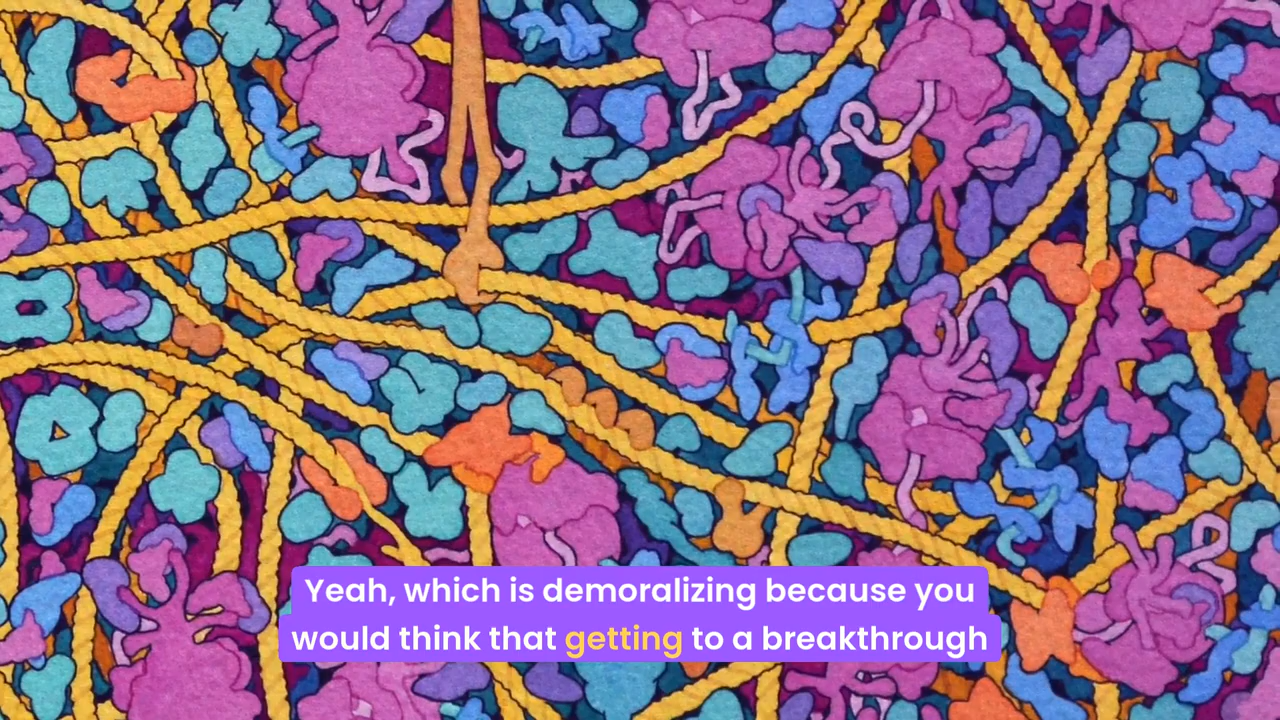 Yeah, which is demoralizing because you
would think that getting to a breakthrough